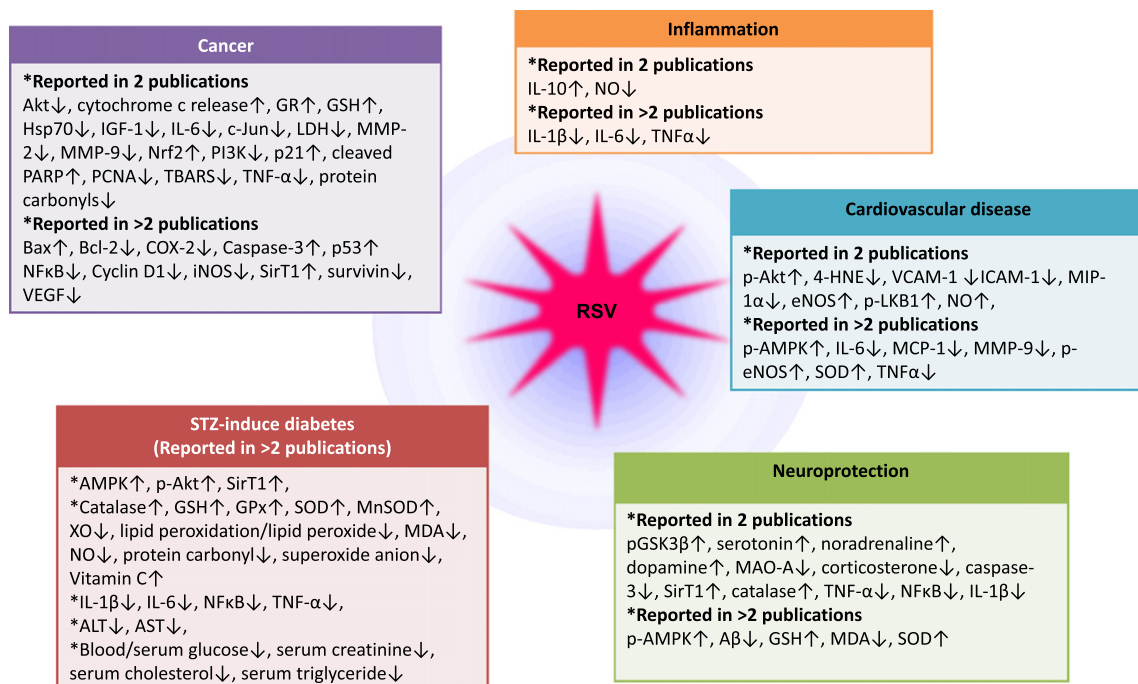 Cancer
*Reported in 2 publications
Akt↓, cytochrome c release↑, GR↑, GSH↑,
Hsp70↓, IGF-1↓, IL-6↓, c-Jun↓, LDH↓, MMP-
2↓, MMP-9↓, Nrf2↑, PI3K↓, p21↑, cleaved
PARP↑, PCNA↓, TBARS↓, TNF-α↓, protein
carbonyls↓
*Reported in >2 publications
Bax↑, Bcl-2↓, COX-2↓, Caspase-3↑, p53↑
NFκB↓, Cyclin D1↓, iNOS↓, SirT1↑, survivin↓,
VEGF↓
Inflammation
*Reported in 2 publications
IL-10↑, NO↓
*Reported in >2 publications
IL-1β↓, IL-6↓, TNFα↓
Cardiovascular disease
*Reported in 2 publications
p-Akt↑, 4-HNE↓, VCAM-1 ↓ICAM-1↓, MIP-
1α↓, eNOS↑, p-LKB1↑, NO↑,
*Reported in >2 publications
p-AMPK↑, IL-6↓, MCP-1↓, MMP-9↓, p-
eNOS↑, SOD↑, TNFα↓
RSV
STZ-induce diabetes
(Reported in >2 publications)
*AMPK↑, p-Akt↑, SirT1↑,
*Catalase↑, GSH↑, GPx↑, SOD↑, MnSOD↑,
XO↓, lipid peroxidation/lipid peroxide↓, MDA↓,
NO↓, protein carbonyl↓, superoxide anion↓,
Vitamin C↑
*IL-1β↓, IL-6↓, NFκB↓, TNF-α↓,
*ALT↓, AST↓,
*Blood/serum glucose↓, serum creatinine↓,
serum cholesterol↓, serum triglyceride↓
Neuroprotection
*Reported in 2 publications
pGSK3β↑, serotonin↑, noradrenaline↑,
dopamine↑, MAO-A↓, corticosterone↓, caspase-
3↓, SirT1↑, catalase↑, TNF-α↓, NFκB↓, IL-1β↓
*Reported in >2 publications
p-AMPK↑, Aβ↓, GSH↑, MDA↓, SOD↑